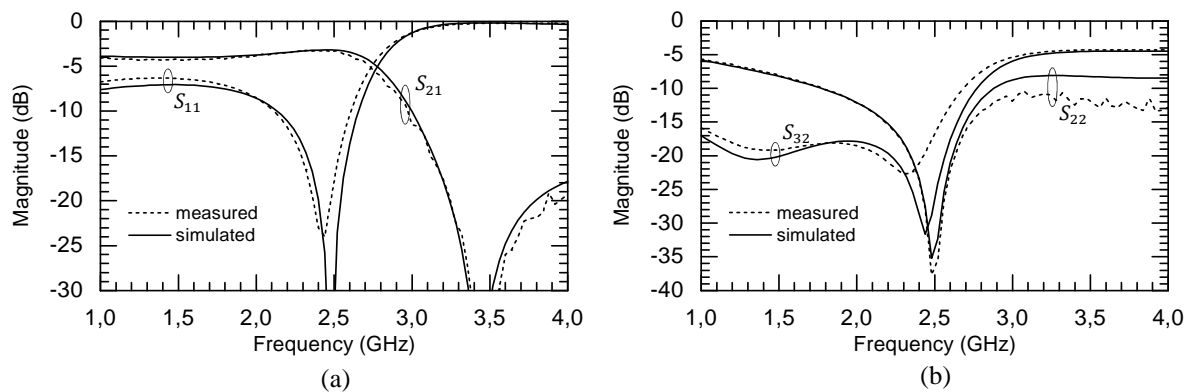 0
-5
-10
-15
-20
-25
-30
Magnitude (dB)
S11
S21
measured
simulated
1,0 1,5 2,0 2,5 3,0 3,5 4,0
Frequency (GHz)
(a)
0
-5
-10
-15
-20
-25
-30
-35
-40
Magnitude (dB)
S32
S22
measured
simulated
1,0 1,5 2,0 2,5 3,0 3,5 4,0
Frequency (GHz)
(b)